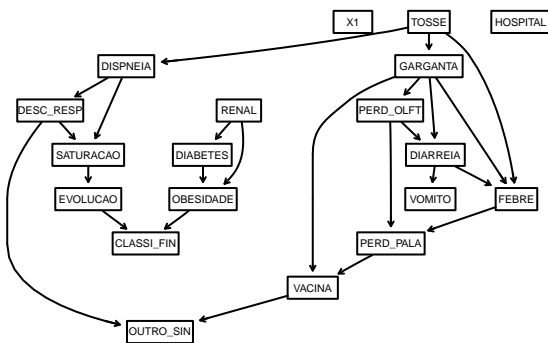 X1 TOSSE HOSPITAL
DISPNEIA GARGANTA
DESC_RESP RENAL PERD_OLFT
SATURACAO DIABETES DIARREIA
EVOLUCAO OBESIDADE VOMITO FEBRE
CLASSI_FIN PERD_PALA
VACINA
OUTRO_SIN